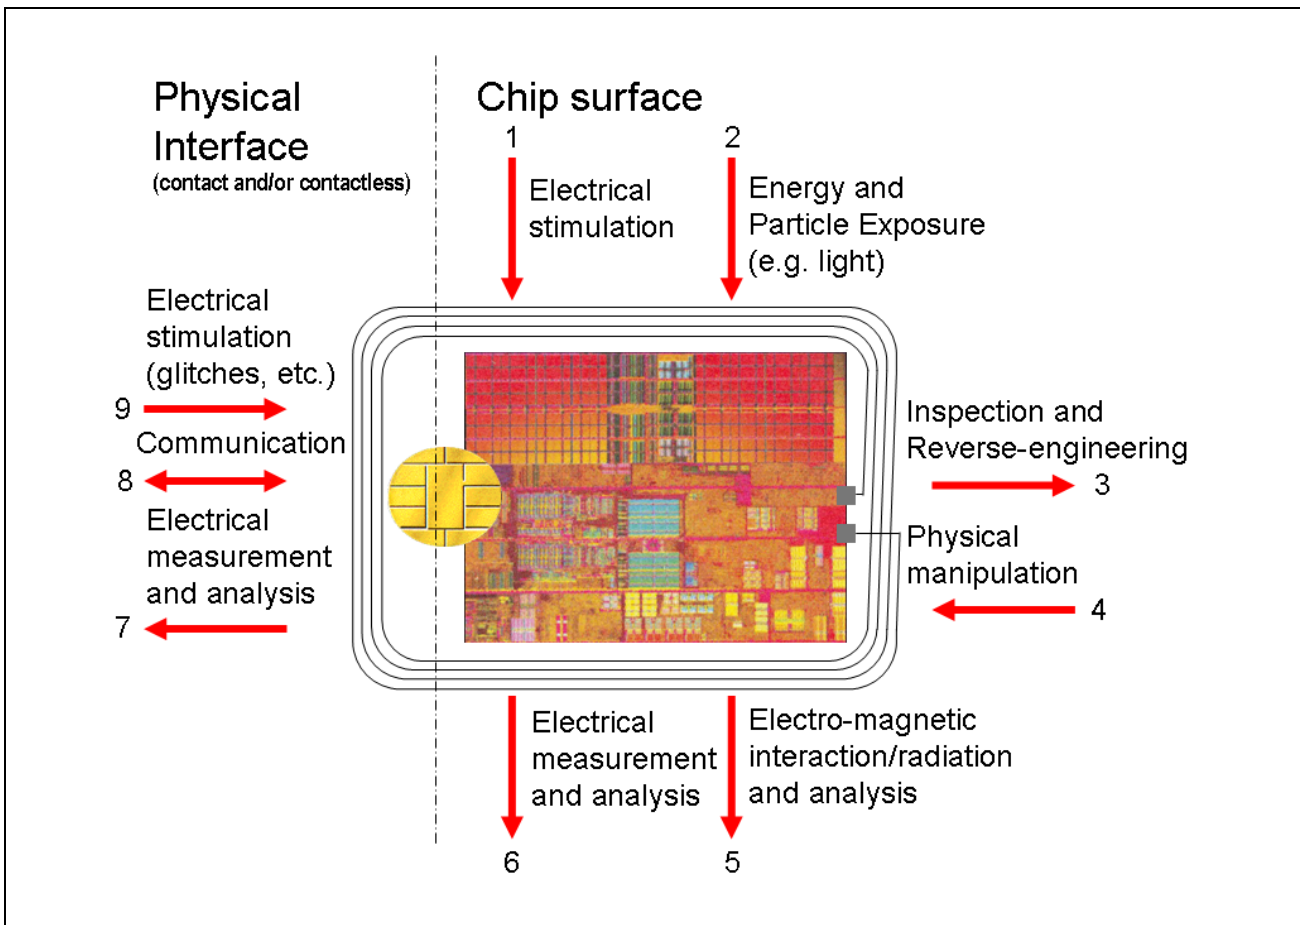 Physical
Interface
(contact and/or contactless)
Chip surface
1
Electrical
stimulation
2
Energy and
Particle Exposure
(e.g. light)
Electrical
stimulation
(glitches, etc.)
9
Communication
8
Electrical
measurement
and analysis
7
Inspection and
Reverse-engineering
3
Physical
manipulation
4
Electrical
measurement
and analysis
6
Electro-magnetic
interaction/radiation
and analysis
5